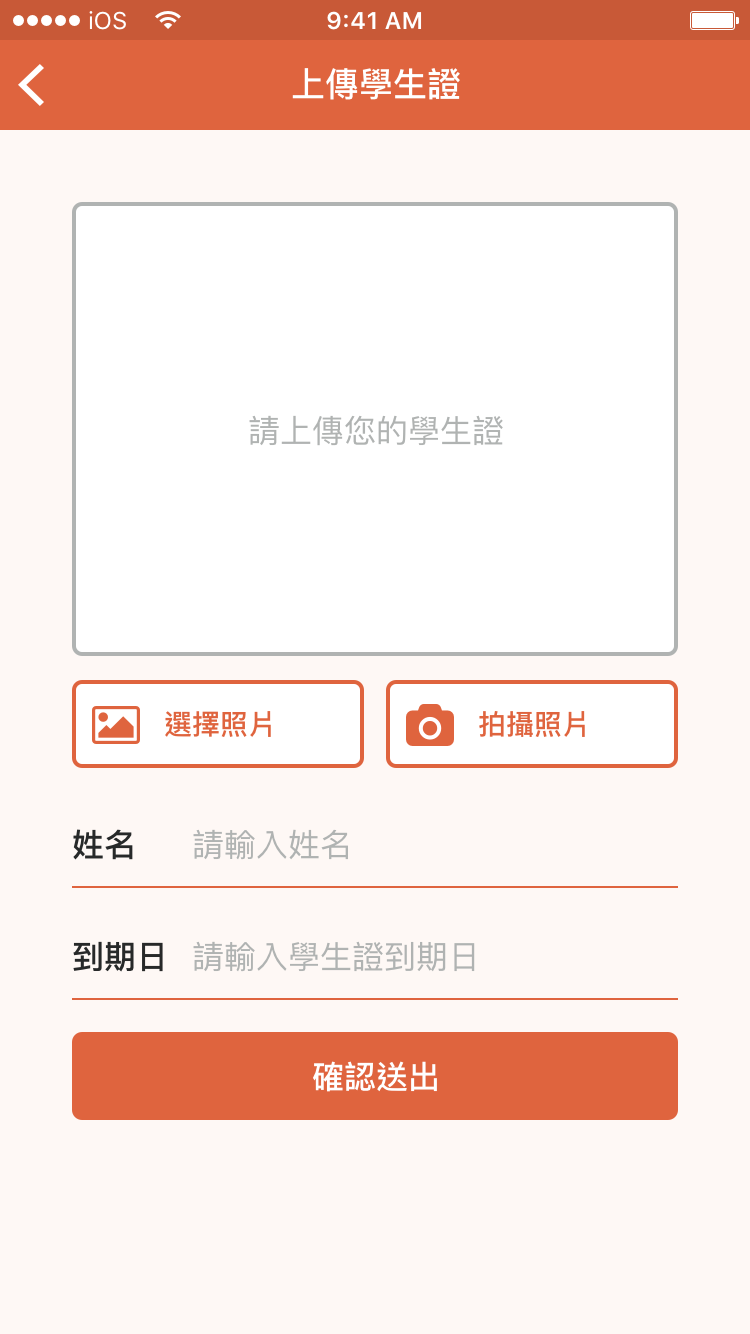 iOS 9:41 AM
上傳學生證
請上傳您的學生證
選擇照片 拍攝照片
姓名 請輸入姓名
到期日 請輸入學生證到期日
確認送出